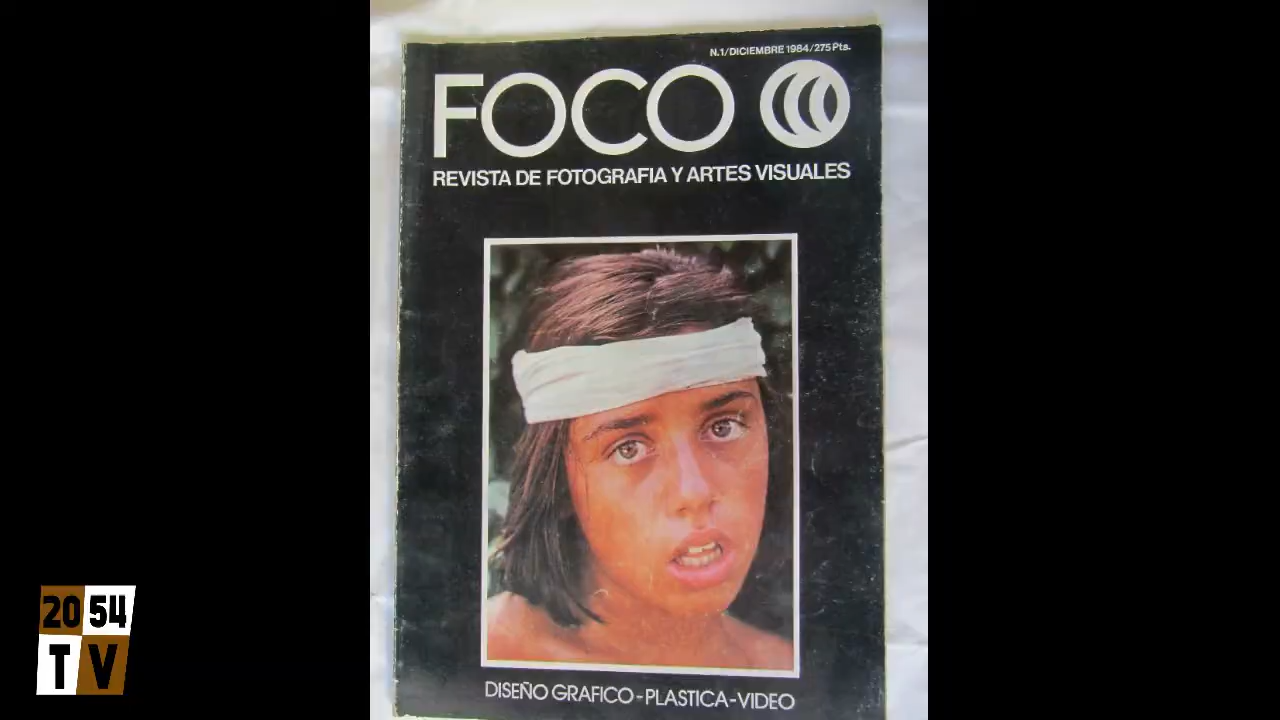 N.1/DICIEMBRE 1984/275 Pts.
FOCO
REVISTA DE FOTOGRAFIA Y ARTES VISUALES
DISEÑO GRAFICO-PLASTICA-VIDEO
20 54
TV